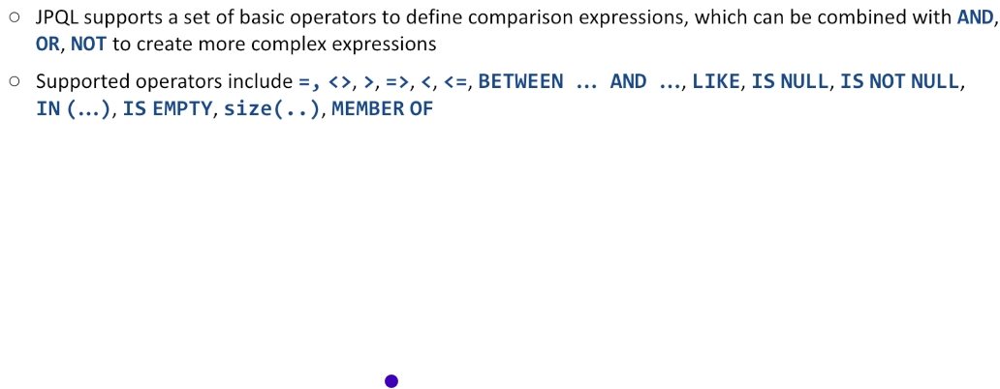 ○ JPQL supports a set of basic operators to define comparison expressions, which can be combined with AND,
OR, NOT to create more complex expressions
○ Supported operators include =, <>, >, =>, <, <=, BETWEEN ... AND ..., LIKE, IS NULL, IS NOT NULL,
IN (...), IS EMPTY, size(..), MEMBER OF